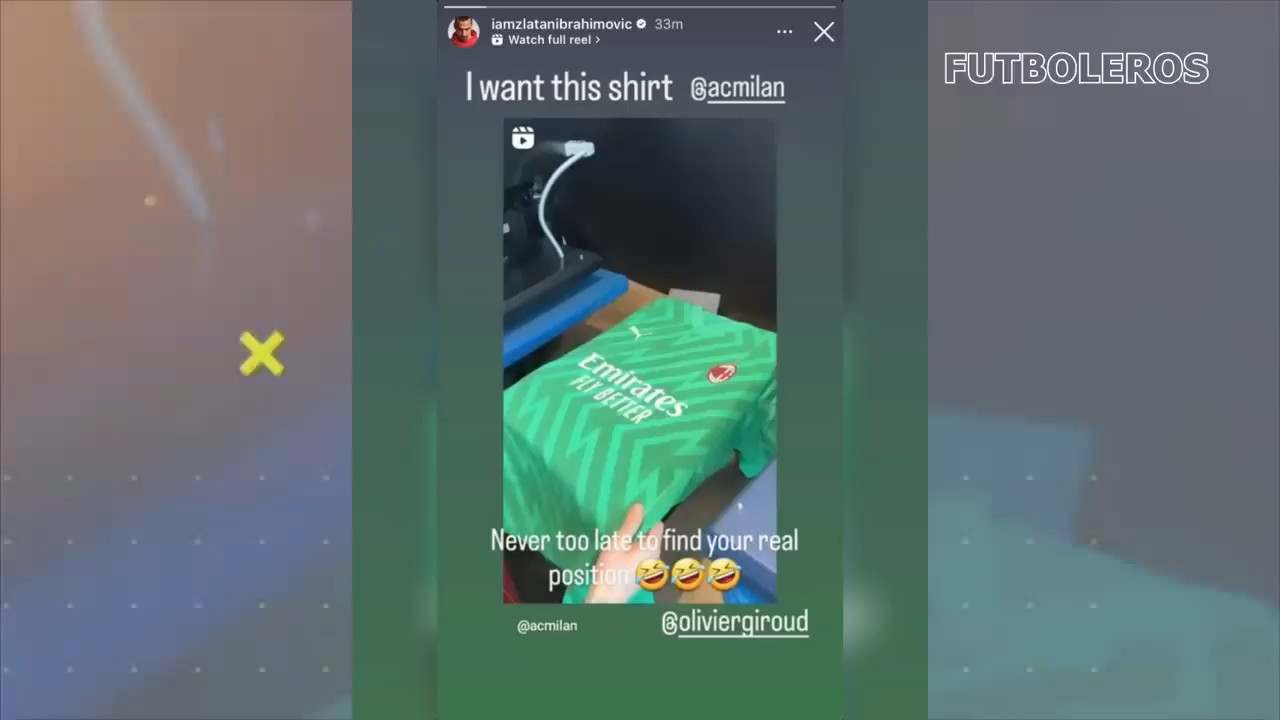 iamzlatanibrahimovic 33m
Watch full reel >
FUTBOLEROS
I want this shirt @acmilan
Emirates
FLY BETTER
Never too late to find your real
position 🤣🤣🤣
@acmilan
@oliviergiroud